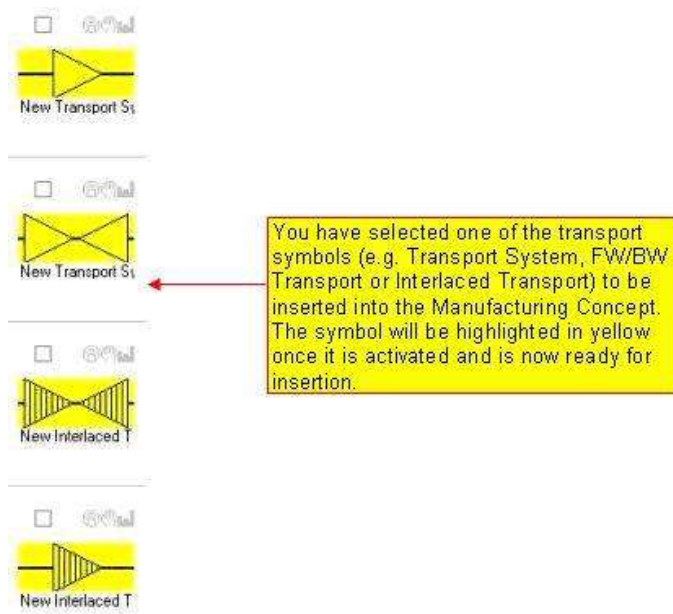 New Transport Sy
New Transport Sy
You have selected one of the transport
symbols (e.g. Transport System, FW/BW
Transport or Interlaced Transport) to be
inserted into the Manufacturing Concept.
The symbol will be highlighted in yellow
once it is activated and is now ready for
insertion.
New Interlaced T
New Interlaced T